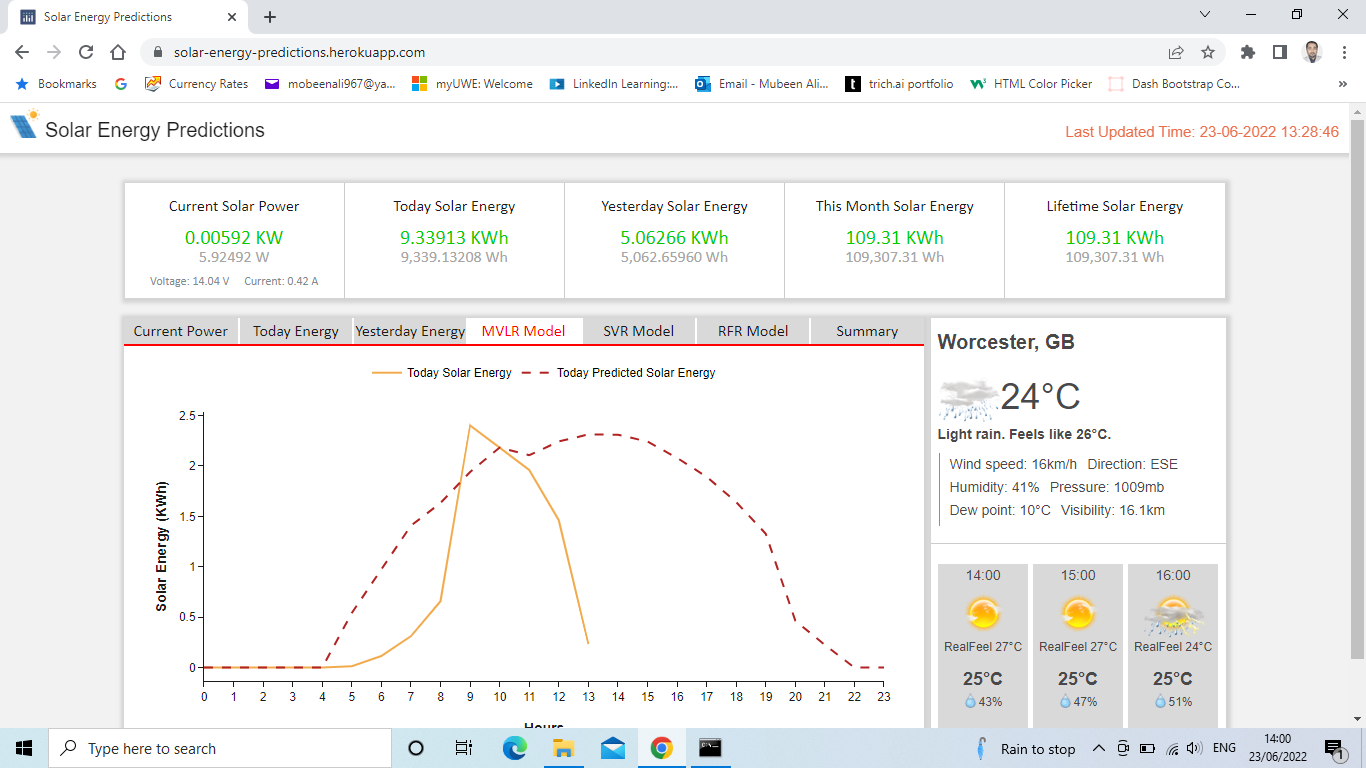 Solar Energy Predictions
solar-energy-predictions.herokuapp.com
Bookmarks Currency Rates mobeenali967@ya... myUWE: Welcome LinkedIn Learning:... Email - Mubeen Ali... trich.ai portfolio HTML Color Picker Dash Bootstrap Co... »
Solar Energy Predictions
Last Updated Time: 23-06-2022 13:28:46
Current Solar Power
0.00592 KW
5.92492 W
Voltage: 14.04 V Current: 0.42 A
Today Solar Energy
9.33913 KWh
9,339.13208 Wh
Yesterday Solar Energy
5.06266 KWh
5,062.65960 Wh
This Month Solar Energy
109.31 KWh
109,307.31 Wh
Lifetime Solar Energy
109.31 KWh
109,307.31 Wh
Current Power Today Energy Yesterday Energy MVLR Model SVR Model RFR Model Summary
Today Solar Energy Today Predicted Solar Energy
Solar Energy (KWh)
2.5
2
1.5
1
0.5
0
0 1 2 3 4 5 6 7 8 9 10 11 12 13 14 15 16 17 18 19 20 21 22 23
Hours
Worcester, GB
24°C
Light rain. Feels like 26°C.
Wind speed: 16km/h Direction: ESE
Humidity: 41% Pressure: 1009mb
Dew point: 10°C Visibility: 16.1km
14:00
RealFeel 27°C
25°C
43%
15:00
RealFeel 27°C
25°C
47%
16:00
RealFeel 24°C
25°C
51%
Type here to search
Rain to stop
ENG
14:00
23/06/2022
1